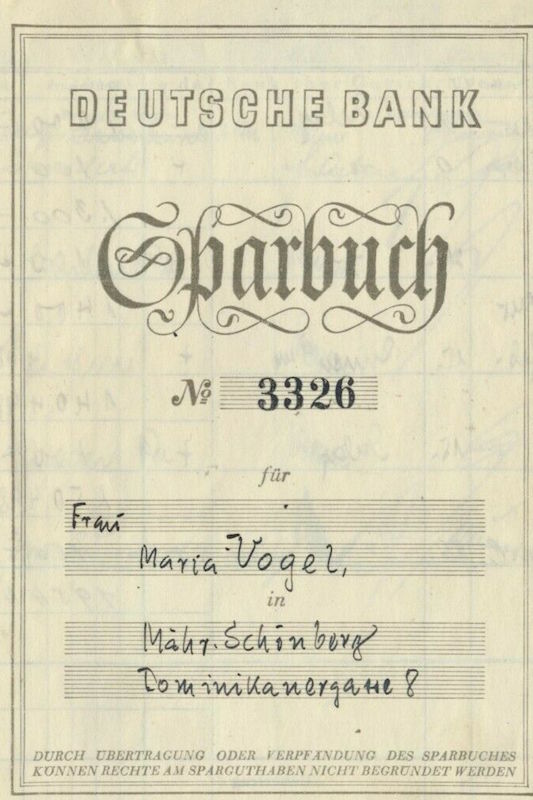 DEUTSCHE BANK
Sparbuch
№ 3326
für
Frau
Maria Vogel,
in
Mähr. Schönberg
Dominikanergasse 8
DURCH ÜBERTRAGUNG ODER VERPFÄNDUNG DES SPARBUCHES
KÖNNEN RECHTE AM SPARGUTHABEN NICHT BEGRÜNDET WERDEN